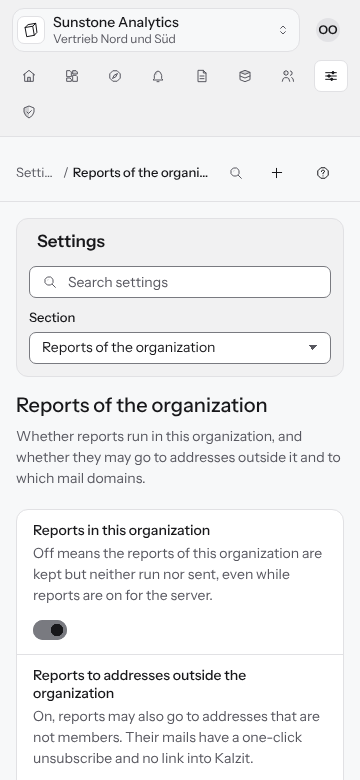 Sunstone Analytics
Vertrieb Nord und Süd
OO
Setti... / Reports of the organi...
Settings
Search settings
Section
Reports of the organization
Reports of the organization
Whether reports run in this organization, and
whether they may go to addresses outside it and to
which mail domains.
Reports in this organization
Off means the reports of this organization are
kept but neither run nor sent, even while
reports are on for the server.
Reports to addresses outside the
organization
On, reports may also go to addresses that are
not members. Their mails have a one-click
unsubscribe and no link into Kalzit.